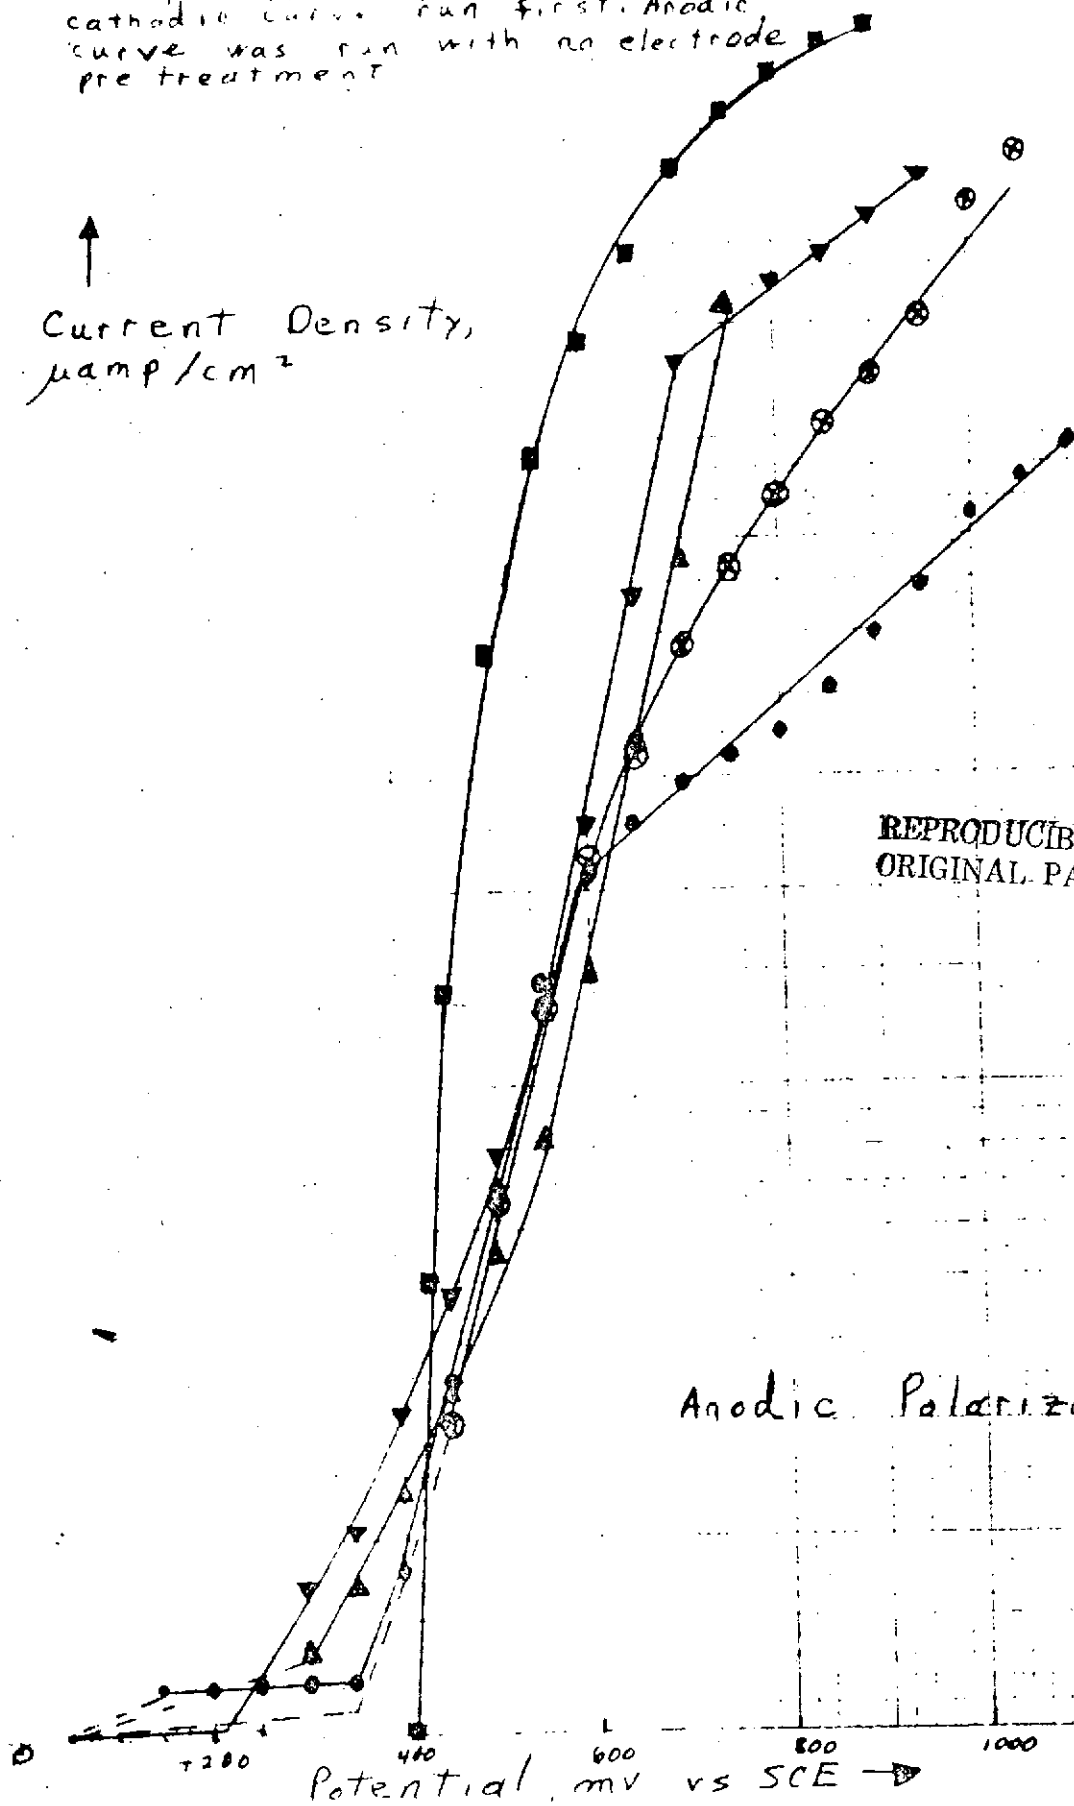 cathodic curve run first. Anodic
curve was run with no electrode
pre treatment
Current Density,
µamp/cm²
REPRODUCIB
ORIGINAL PA
Anodic Polariz
0 +200 400 600 800 1000
Potential, mv vs SCE